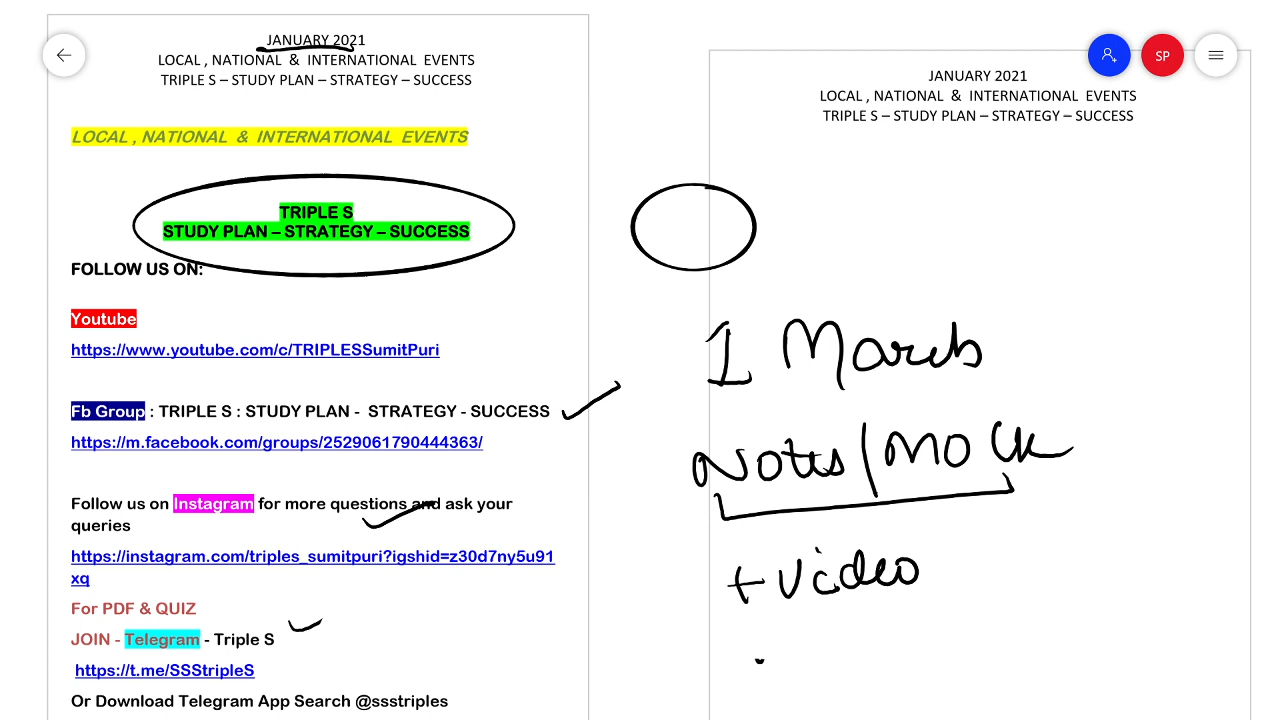 JANUARY 2021
LOCAL , NATIONAL & INTERNATIONAL EVENTS
TRIPLE S – STUDY PLAN – STRATEGY – SUCCESS
LOCAL , NATIONAL & INTERNATIONAL EVENTS
TRIPLE S
STUDY PLAN – STRATEGY – SUCCESS
FOLLOW US ON:
Youtube
https://www.youtube.com/c/TRIPLESSumitPuri
Fb Group : TRIPLE S : STUDY PLAN - STRATEGY - SUCCESS
https://m.facebook.com/groups/2529061790444363/
Follow us on Instagram for more questions and ask your
queries
https://instagram.com/triples_sumitpuri?igshid=z30d7ny5u91
xq
For PDF & QUIZ
JOIN - Telegram - Triple S
https://t.me/SSStripleS
Or Download Telegram App Search @ssstriples
SP
JANUARY 2021
LOCAL , NATIONAL & INTERNATIONAL EVENTS
TRIPLE S – STUDY PLAN – STRATEGY – SUCCESS
1 March
Notes/MOCK
+ Video